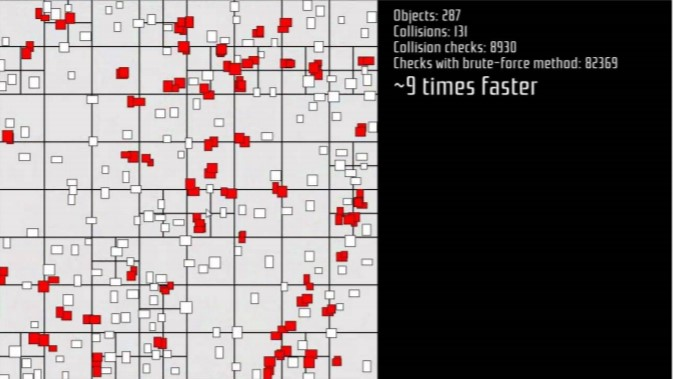 Objects: 287
Collisions: 131
Collision checks: 8930
Checks with brute-force method: 82369
~9 times faster